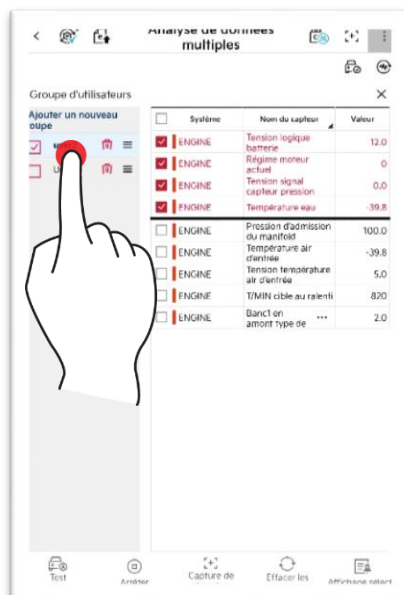 Analyse de données
multiples
Groupe d'utilisateurs
Ajouter un nouveau
oupe
Système Nom du capteur Valeur
ENGINE Tension logique batterie 12.0
ENGINE Régime moteur actuel 0
ENGINE Tension signal capteur pression 0.0
ENGINE Température eau -39.8
ENGINE Pression d'admission du manifold 100.0
ENGINE Température air d'entrée -39.8
ENGINE Tension température air d'entrée 5.0
ENGINE T/MIN cible au ralenti 820
ENGINE Banc1 en amont type de ... 2.0
Test Arrêter Capture de Effacer les Affichage sélect